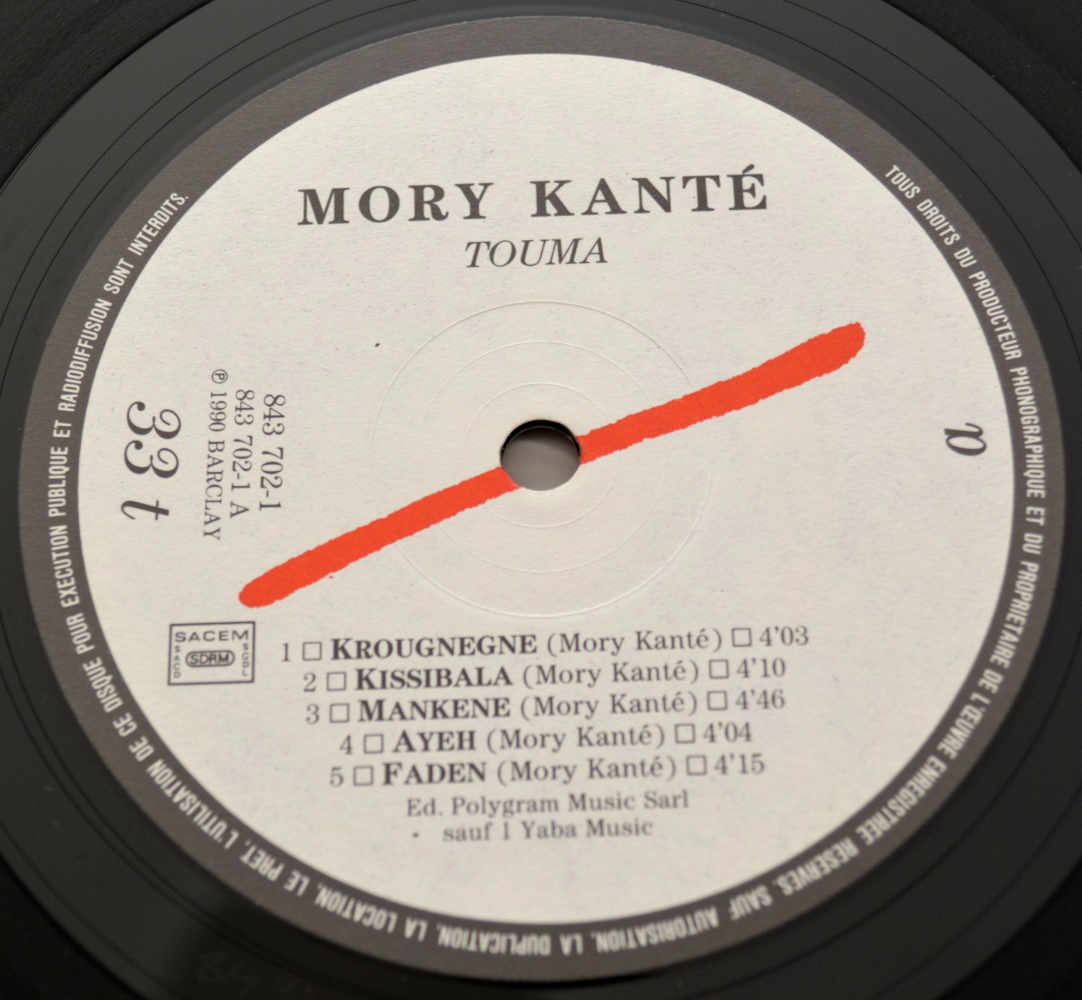 MORY KANTÉ
TOUMA
TOUS DROITS DU PRODUCTEUR PHONOGRAPHIQUE ET DU PROPRIETAIRE DE L'ŒUVRE ENREGISTREE RESERVES. SAUF AUTORISATION, LA DUPLICATION, LA LOCATION, LE PRET, L'UTILISATION DE CE DISQUE POUR EXECUTION PUBLIQUE ET RADIODIFFUSION SONT INTERDITS.
843 702-1
843 702-1 A
℗ 1990 BARCLAY
33 t
a
SACEM
SACD
SDRM
SCDL
1 □ KROUGNEGNE (Mory Kanté) □ 4'03
2 □ KISSIBALA (Mory Kanté) □ 4'10
3 □ MANKENE (Mory Kanté) □ 4'46
4 □ AYEH (Mory Kanté) □ 4'04
5 □ FADEN (Mory Kanté) □ 4'15
Ed. Polygram Music Sarl
sauf 1 Yaba Music